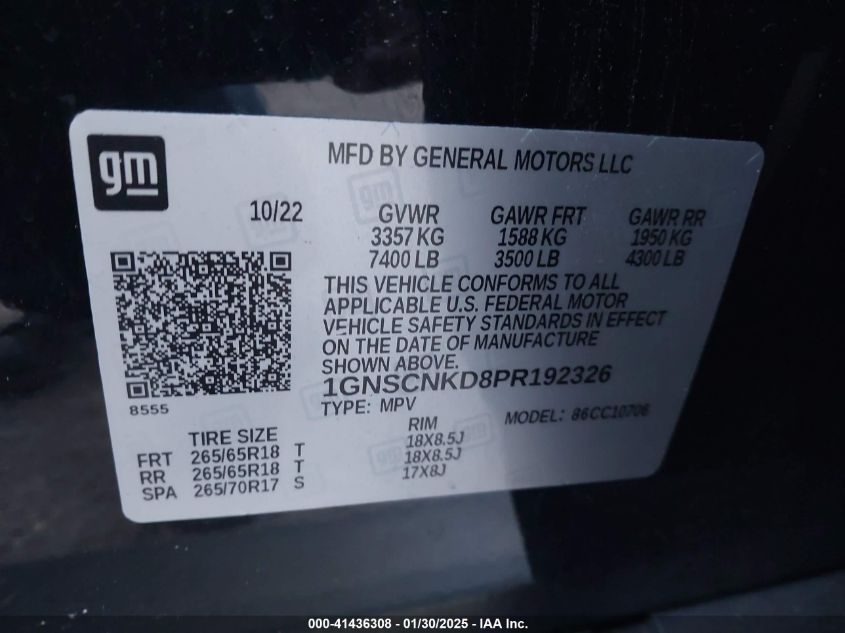 gm
MFD BY GENERAL MOTORS LLC
10/22 GVWR GAWR FRT GAWR RR
3357 KG 1588 KG 1950 KG
7400 LB 3500 LB 4300 LB
THIS VEHICLE CONFORMS TO ALL
APPLICABLE U.S. FEDERAL MOTOR
VEHICLE SAFETY STANDARDS IN EFFECT
ON THE DATE OF MANUFACTURE
SHOWN ABOVE.
1GNSCNKD8PR192326
8555
TYPE: MPV MODEL: 86CC10706
TIRE SIZE RIM
FRT 265/65R18 T 18X8.5J
RR 265/65R18 T 18X8.5J
SPA 265/70R17 S 17X8J
000-41436308 — 01/30/2025 — IAA Inc.